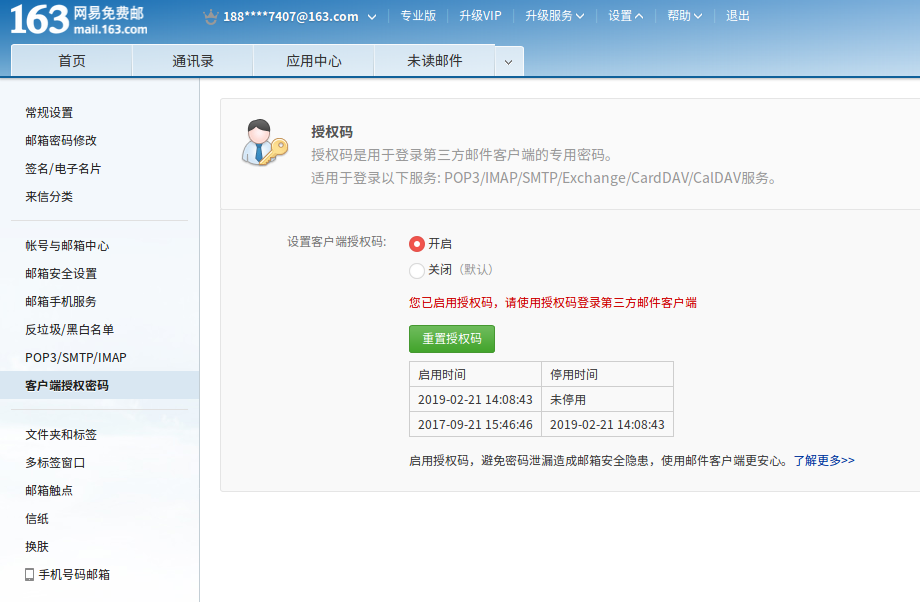 163 网易免费邮
mail.163.com
188****7407@163.com 专业版 升级VIP 升级服务 设置 帮助 退出
首页 通讯录 应用中心 未读邮件
常规设置
邮箱密码修改
签名/电子名片
来信分类
帐号与邮箱中心
邮箱安全设置
邮箱手机服务
反垃圾/黑白名单
POP3/SMTP/IMAP
客户端授权密码
文件夹和标签
多标签窗口
邮箱触点
信纸
换肤
手机号码邮箱
授权码
授权码是用于登录第三方邮件客户端的专用密码。
适用于登录以下服务: POP3/IMAP/SMTP/Exchange/CardDAV/CalDAV服务。
设置客户端授权码: 开启
关闭（默认）
您已启用授权码，请使用授权码登录第三方邮件客户端
重置授权码
启用时间 停用时间
2019-02-21 14:08:43 未停用
2017-09-21 15:46:46 2019-02-21 14:08:43
启用授权码，避免密码泄漏造成邮箱安全隐患，使用邮件客户端更安心。了解更多>>